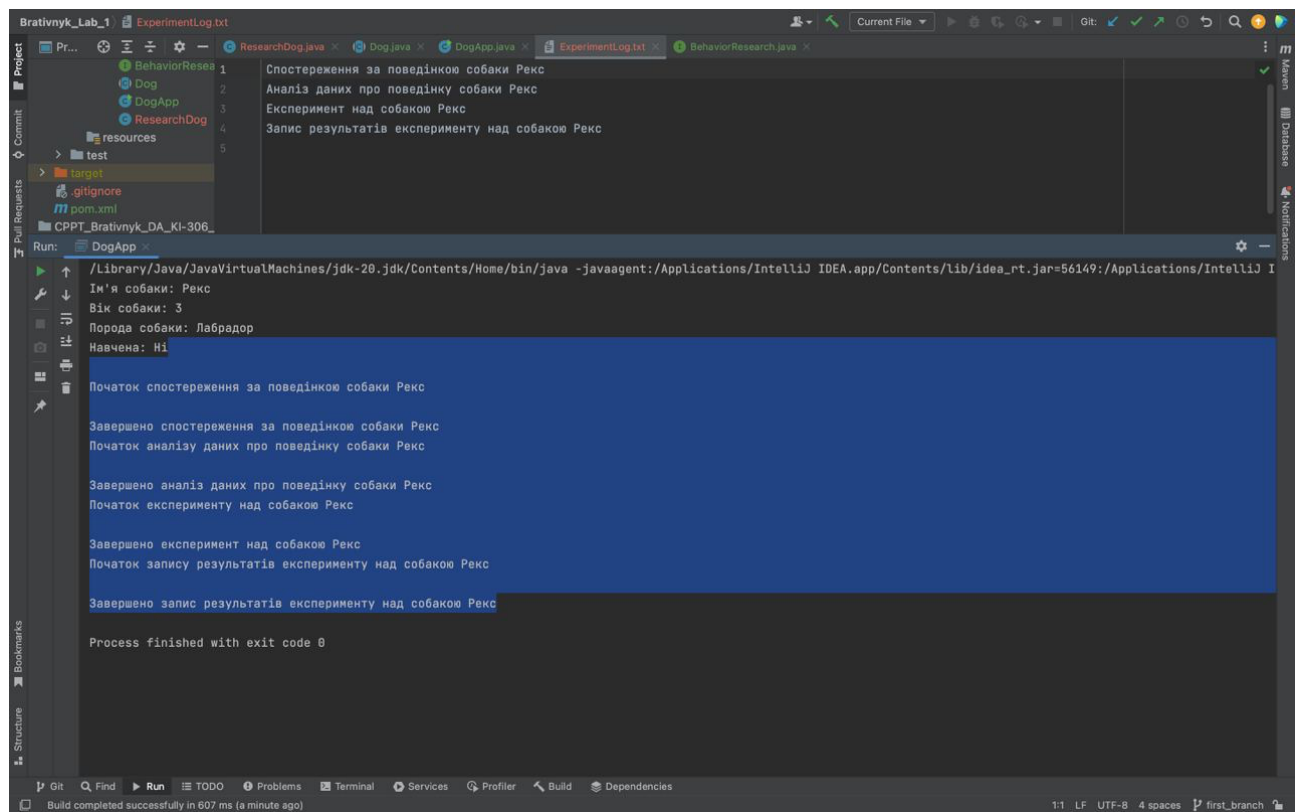 Brativnyk_Lab_1 ExperimentLog.txt
Current File
Git:
Pr...
ResearchDog.java
Dog.java
DogApp.java
ExperimentLog.txt
BehaviorResearch.java
Project
Commit
Pull Requests
Bookmarks
Structure
Maven
Database
Notifications
BehaviorResea
Dog
DogApp
ResearchDog
resources
test
target
.gitignore
pom.xml
CPPT_Brativnyk_DA_KI-306_
1 Спостереження за поведінкою собаки Рекс
2 Аналіз даних про поведінку собаки Рекс
3 Експеримент над собакою Рекс
4 Запис результатів експерименту над собакою Рекс
5
Run: DogApp
/Library/Java/JavaVirtualMachines/jdk-20.jdk/Contents/Home/bin/java -javaagent:/Applications/IntelliJ IDEA.app/Contents/lib/idea_rt.jar=56149:/Applications/IntelliJ I
Ім'я собаки: Рекс
Вік собаки: 3
Порода собаки: Лабрадор
Навчена: Ні
Початок спостереження за поведінкою собаки Рекс
Завершено спостереження за поведінкою собаки Рекс
Початок аналізу даних про поведінку собаки Рекс
Завершено аналіз даних про поведінку собаки Рекс
Початок експерименту над собакою Рекс
Завершено експеримент над собакою Рекс
Початок запису результатів експерименту над собакою Рекс
Завершено запис результатів експерименту над собакою Рекс
Process finished with exit code 0
Git Find Run TODO Problems Terminal Services Profiler Build Dependencies
Build completed successfully in 607 ms (a minute ago)
1:1 LF UTF-8 4 spaces first_branch